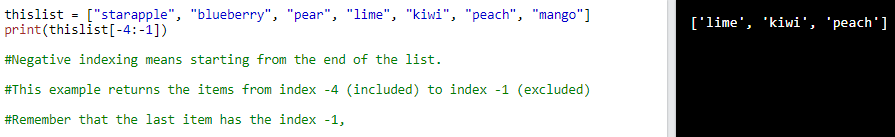 thislist = ["starapple", "blueberry", "pear", "lime", "kiwi", "peach", "mango"]
print(thislist[-4:-1])
#Negative indexing means starting from the end of the list.
#This example returns the items from index -4 (included) to index -1 (excluded)
#Remember that the last item has the index -1,
['lime', 'kiwi', 'peach']